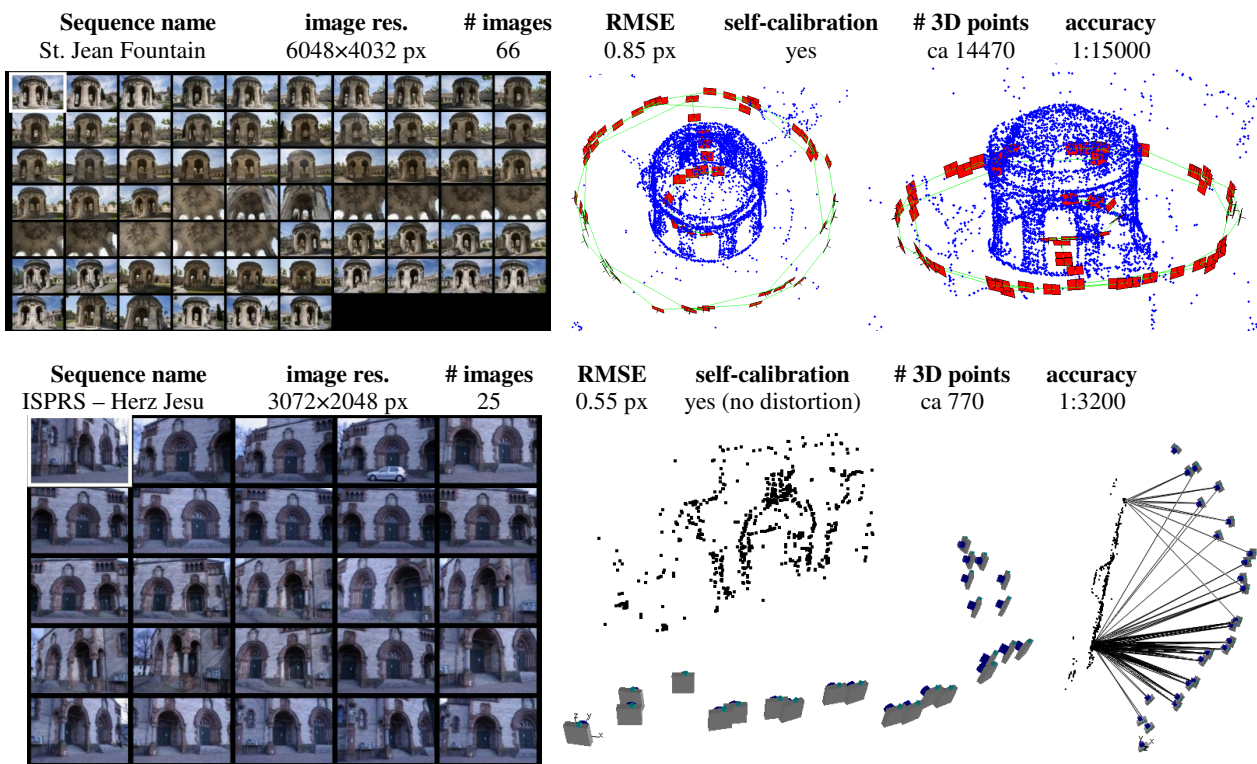 Sequence name image res. # images RMSE self-calibration # 3D points accuracy
St. Jean Fountain 6048×4032 px 66 0.85 px yes ca 14470 1:15000
Sequence name image res. # images RMSE self-calibration # 3D points accuracy
ISPRS – Herz Jesu 3072×2048 px 25 0.55 px yes (no distortion) ca 770 1:3200